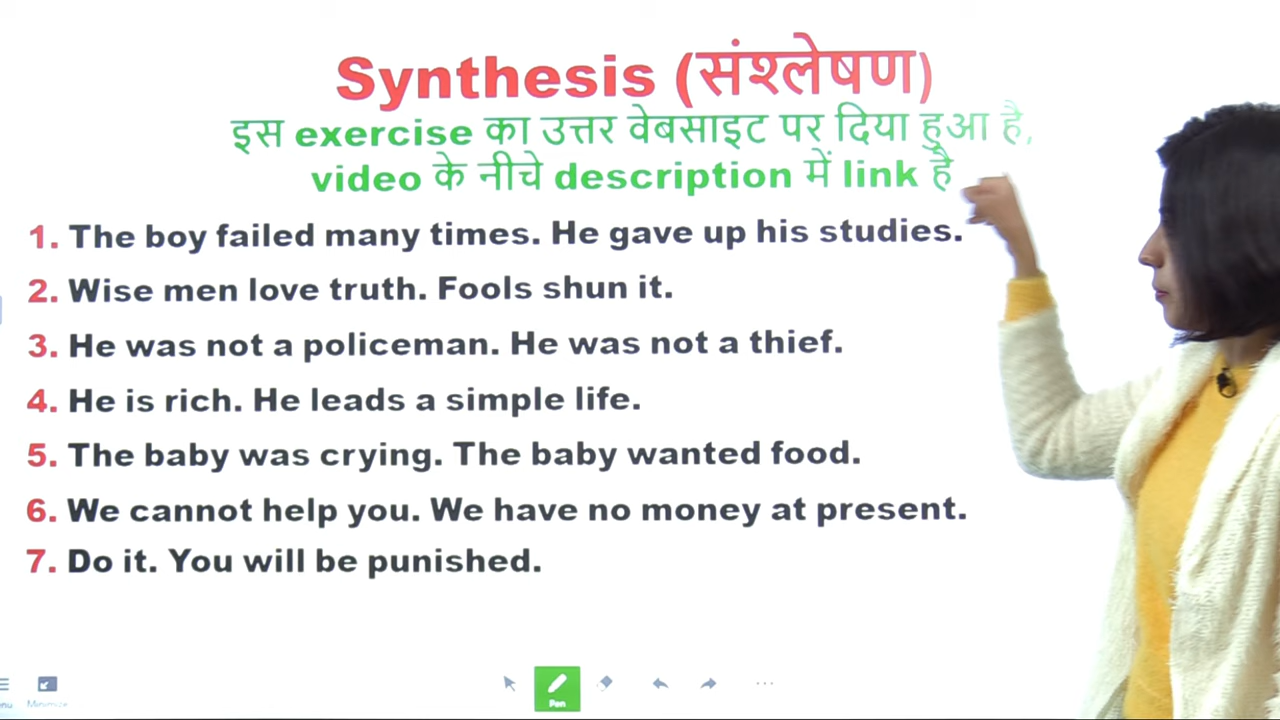 Synthesis (संश्लेषण)
इस exercise का उत्तर वेबसाइट पर दिया हुआ है,
video के नीचे description में link है
1. The boy failed many times. He gave up his studies.
2. Wise men love truth. Fools shun it.
3. He was not a policeman. He was not a thief.
4. He is rich. He leads a simple life.
5. The baby was crying. The baby wanted food.
6. We cannot help you. We have no money at present.
7. Do it. You will be punished.
nu Minimize Pen